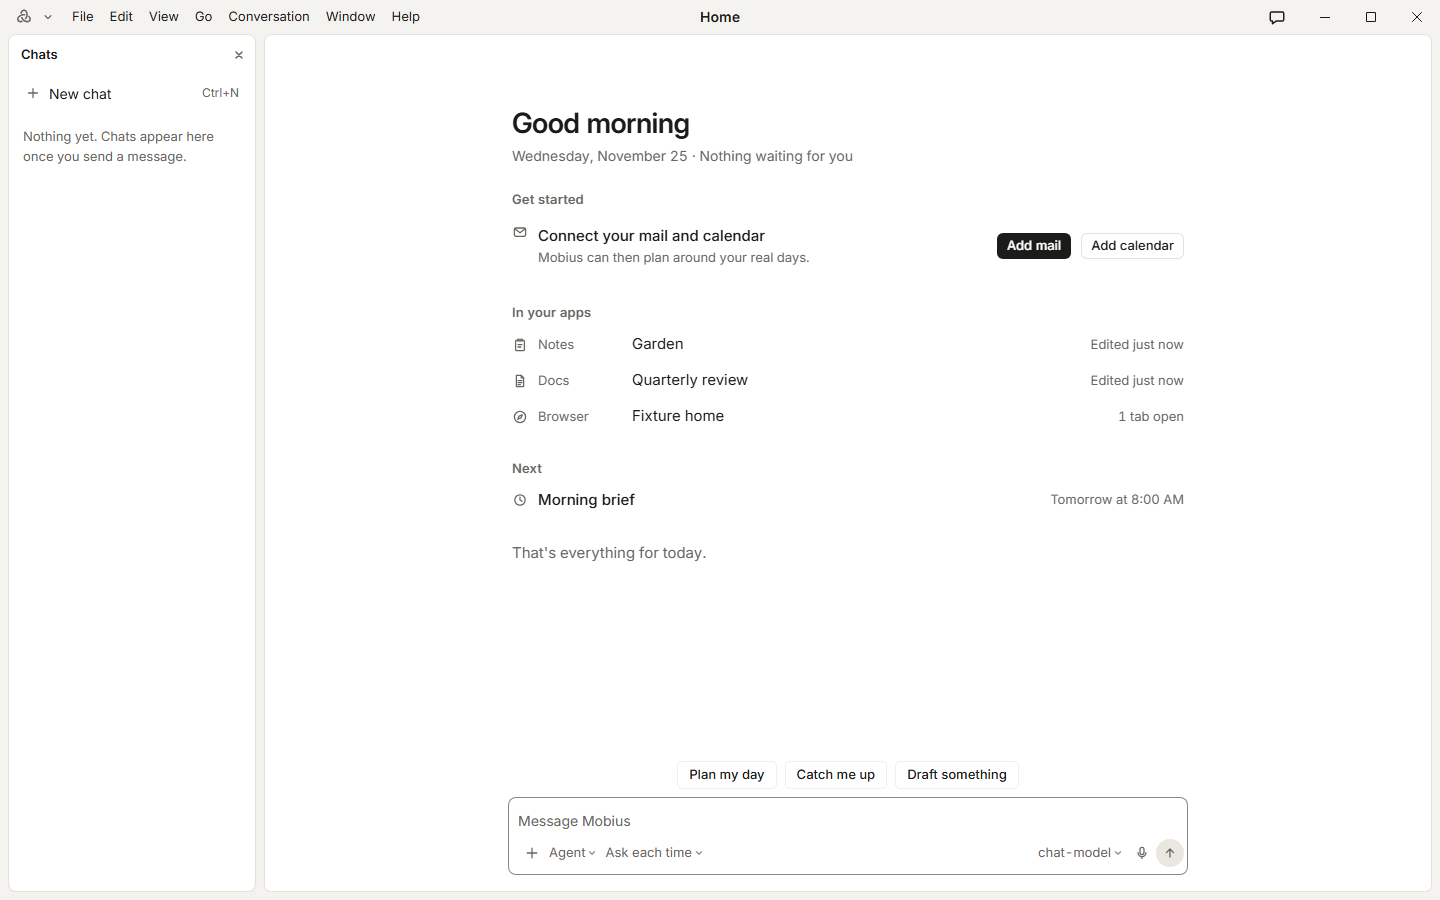 File Edit View Go Conversation Window Help
Home
Chats
New chat Ctrl+N
Nothing yet. Chats appear here
once you send a message.
Good morning
Wednesday, November 25 · Nothing waiting for you
Get started
Connect your mail and calendar
Mobius can then plan around your real days.
Add mail Add calendar
In your apps
Notes Garden Edited just now
Docs Quarterly review Edited just now
Browser Fixture home 1 tab open
Next
Morning brief Tomorrow at 8:00 AM
That's everything for today.
Plan my day Catch me up Draft something
Message Mobius
Agent Ask each time chat-model